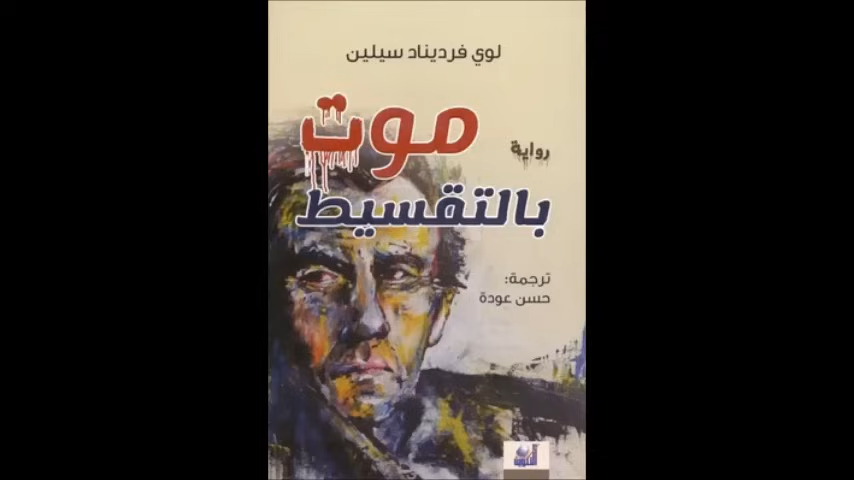 لوي فرديناد سيلين
موت
رواية
بالتقسيط
ترجمة:
حسن عودة